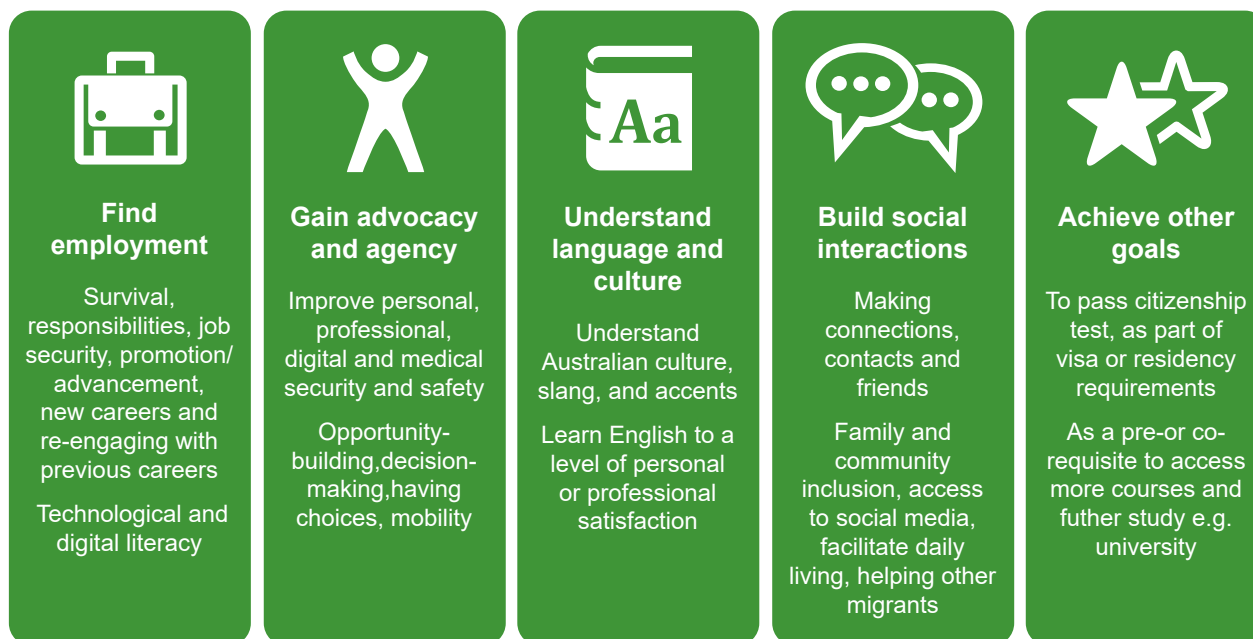 Find
employment
Survival,
responsibilities, job
security, promotion/
advancement,
new careers and
re-engaging with
previous careers
Technological and
digital literacy
Gain advocacy
and agency
Improve personal,
professional,
digital and medical
security and safety
Opportunity-
building,decision-
making,having
choices, mobility
Aa
Understand
language and
culture
Understand
Australian culture,
slang, and accents
Learn English to a
level of personal
or professional
satisfaction
Build social
interactions
Making
connections,
contacts and
friends
Family and
community
inclusion, access
to social media,
facilitate daily
living, helping other
migrants
Achieve other
goals
To pass citizenship
test, as part of
visa or residency
requirements
As a pre-or co-
requisite to access
more courses and
futher study e.g.
university